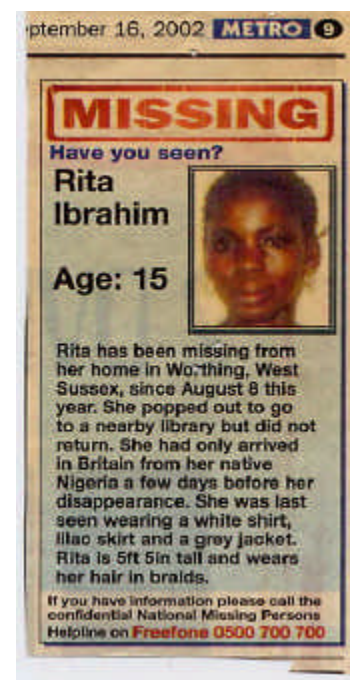 ptember 16, 2002 METRO 9
MISSING
Have you seen?
Rita
Ibrahim
Age: 15
Rita has been missing from
her home in Worthing, West
Sussex, since August 8 this
year. She popped out to go
to a nearby library but did not
return. She had only arrived
in Britain from her native
Nigeria a few days before her
disappearance. She was last
seen wearing a white shirt,
lilac skirt and a grey jacket.
Rita is 5ft 5in tall and wears
her hair in braids.
If you have information please call the
confidential National Missing Persons
Helpline on Freefone 0500 700 700